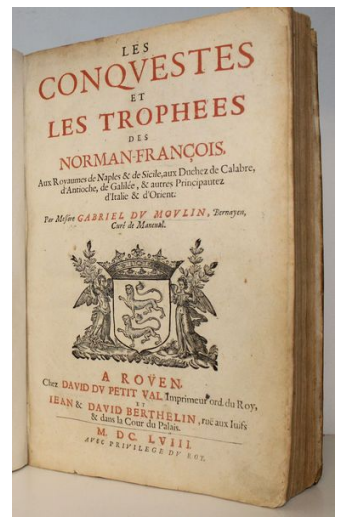 LES
CONQVESTES
ET
LES TROPHEES
DES
NORMAN-FRANÇOIS,
Aux Royaumes de Naples & de Sicile, aux Duchez de Calabre,
d'Antioche, de Galilée, & autres Principautez
d'Italie & d'Orient.
Par Messire GABRIEL DV MOVLIN, Bernayen,
Curé de Maneual.
A ROVEN,
Chez DAVID DV PETIT VAL Imprimeur ord. du Roy,
ET
IEAN & DAVID BERTHELIN, ruë aux Iuifs
& dans la Cour du Palais.
M. DC. LVIII.
AVEC PRIVILEGE DV ROY.